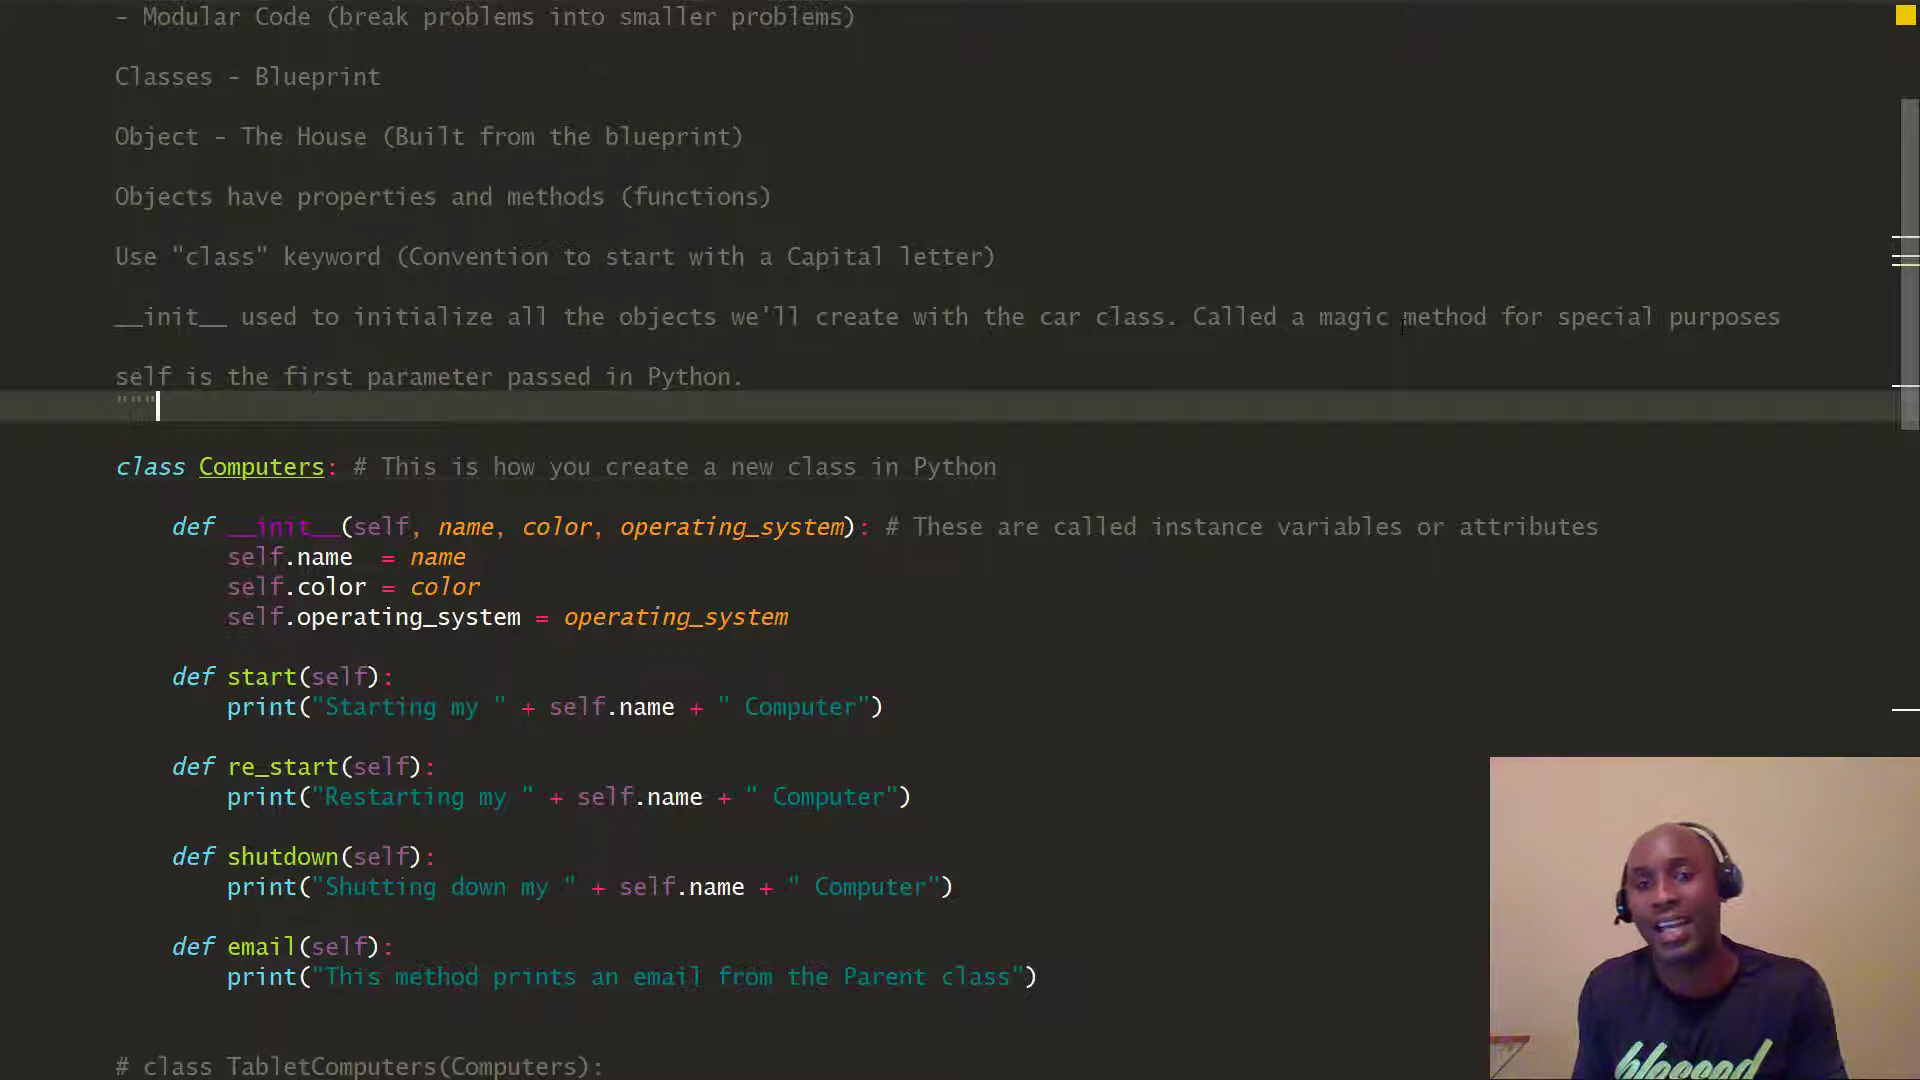 - Modular Code (break problems into smaller problems)
Classes - Blueprint
Object - The House (Built from the blueprint)
Objects have properties and methods (functions)
Use "class" keyword (Convention to start with a Capital letter)
__init__ used to initialize all the objects we'll create with the car class. Called a magic method for special purposes
self is the first parameter passed in Python.
"""
class Computers: # This is how you create a new class in Python
def __init__(self, name, color, operating_system): # These are called instance variables or attributes
self.name  = name
self.color = color
self.operating_system = operating_system
def start(self):
print("Starting my " + self.name + " Computer")
def re_start(self):
print("Restarting my " + self.name + " Computer")
def shutdown(self):
print("Shutting down my " + self.name + " Computer")
def email(self):
print("This method prints an email from the Parent class")
# class TabletComputers(Computers):
blessed